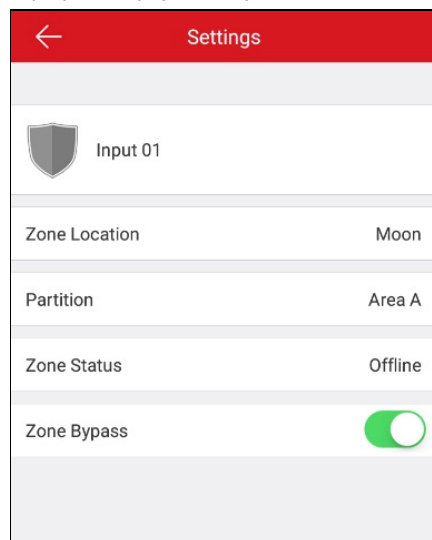 Settings
Input 01
Zone Location Moon
Partition Area A
Zone Status Offline
Zone Bypass